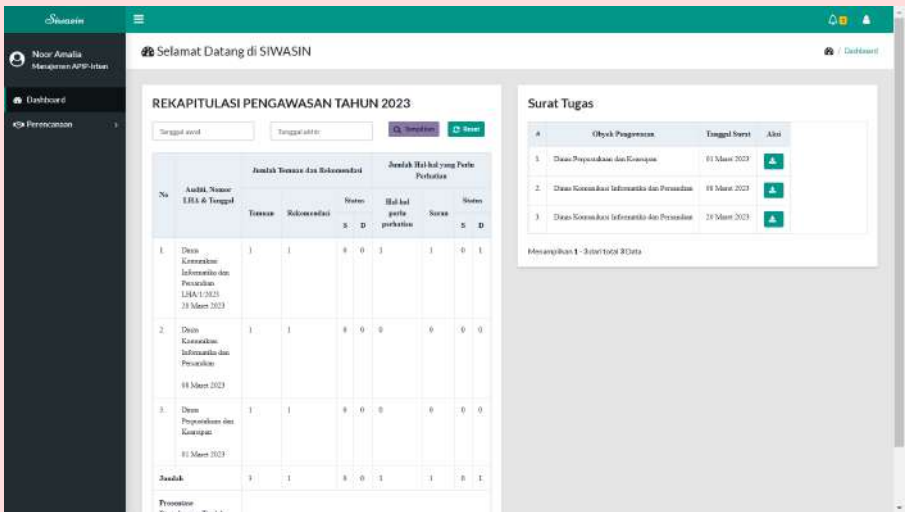 Siwasin
Noor Amalia
Manajemen APIP-Irban
Dashboard
Perencanaan
Selamat Datang di SIWASIN
/ Dashboard
REKAPITULASI PENGAWASAN TAHUN 2023
Tanggal awal
Tanggal akhir
Tampilkan
Reset
No
Auditi, Nomor
LHA & Tanggal
Jumlah Temuan dan Rekomendasi
Jumlah Hal-hal yang Perlu
Perhatian
Temuan
Rekomendasi
Status
Hal-hal
perlu
perhatian
Saran
Status
S D
S D
1. Dinas
Komunikasi
Informatika dan
Persandian
LHA/1/2023
20 Maret 2023
1 1 0 0 1 1 0 1
2. Dinas
Komunikasi
Informatika dan
Persandian
08 Maret 2023
1 1 0 0 0 0 0 0
3. Dinas
Perpustakaan dan
Kearsipan
01 Maret 2023
1 1 0 0 0 0 0 0
Jumlah 3 3 0 0 1 1 0 1
Surat Tugas
# Obyek Pengawasan Tanggal Surat Aksi
1. Dinas Perpustakaan dan Kearsipan 01 Maret 2023
2. Dinas Komunikasi Informatika dan Persandian 08 Maret 2023
3. Dinas Komunikasi Informatika dan Persandian 20 Maret 2023
Menampilkan 1 - 3 dari total 3 Data